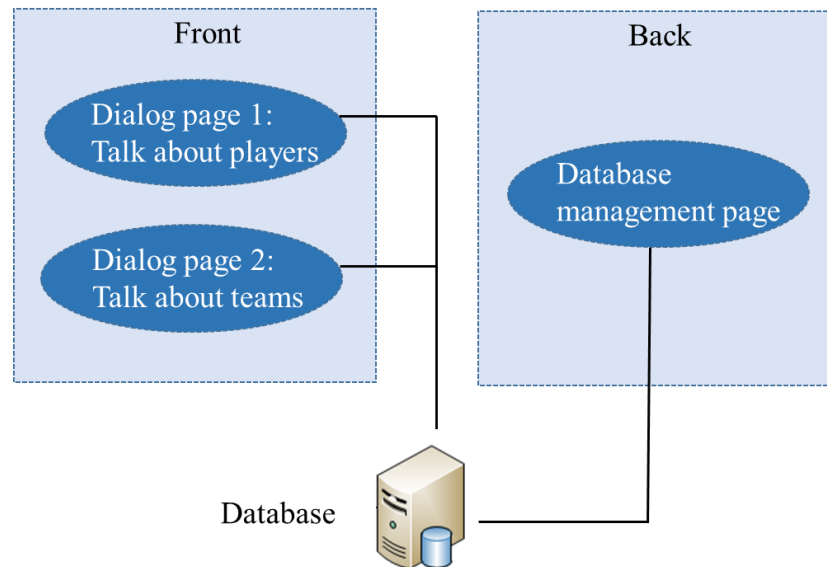 Front
Dialog page 1:
Talk about players
Dialog page 2:
Talk about teams
Back
Database
management page
Database